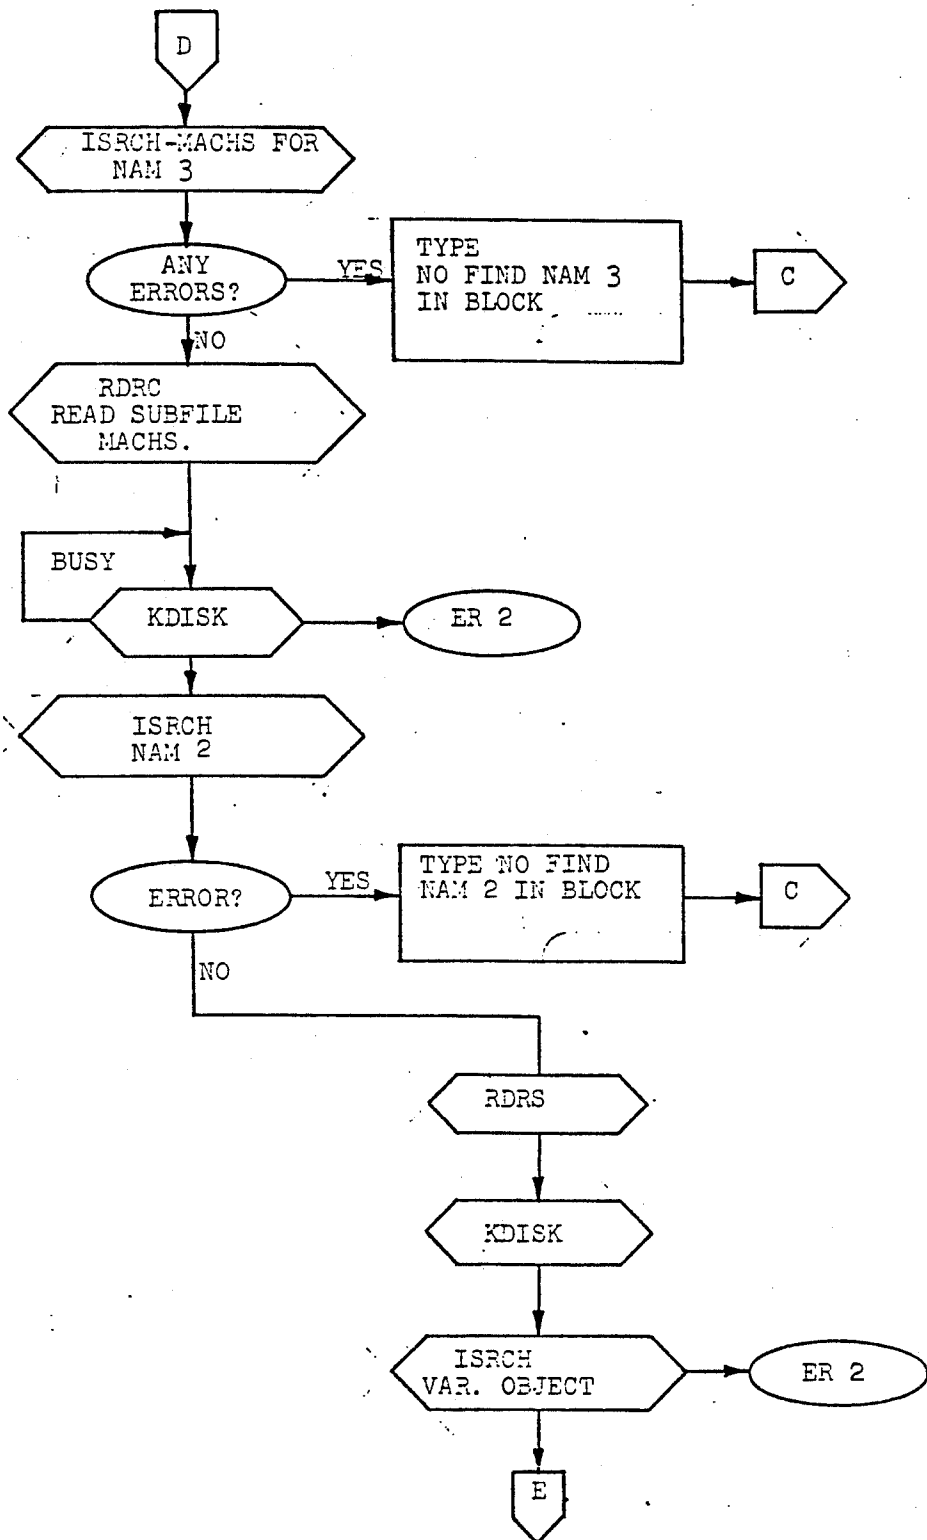 D
ISRCH-MACHS FOR
NAM 3
ANY
ERRORS?
YES
TYPE
NO FIND NAM 3
IN BLOCK
C
NO
RDRC
READ SUBFILE
MACHS.
BUSY
KDISK
ER 2
ISRCH
NAM 2
ERROR?
YES
TYPE NO FIND
NAM 2 IN BLOCK
C
NO
RDRS
KDISK
ISRCH
VAR. OBJECT
ER 2
E